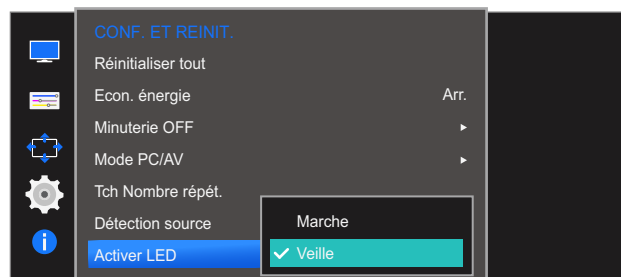 CONF. ET REINIT.
Réinitialiser tout
Econ. énergie Arr.
Minuterie OFF
Mode PC/AV
Tch Nombre répét.
Détection source
Marche
Activer LED
Veille